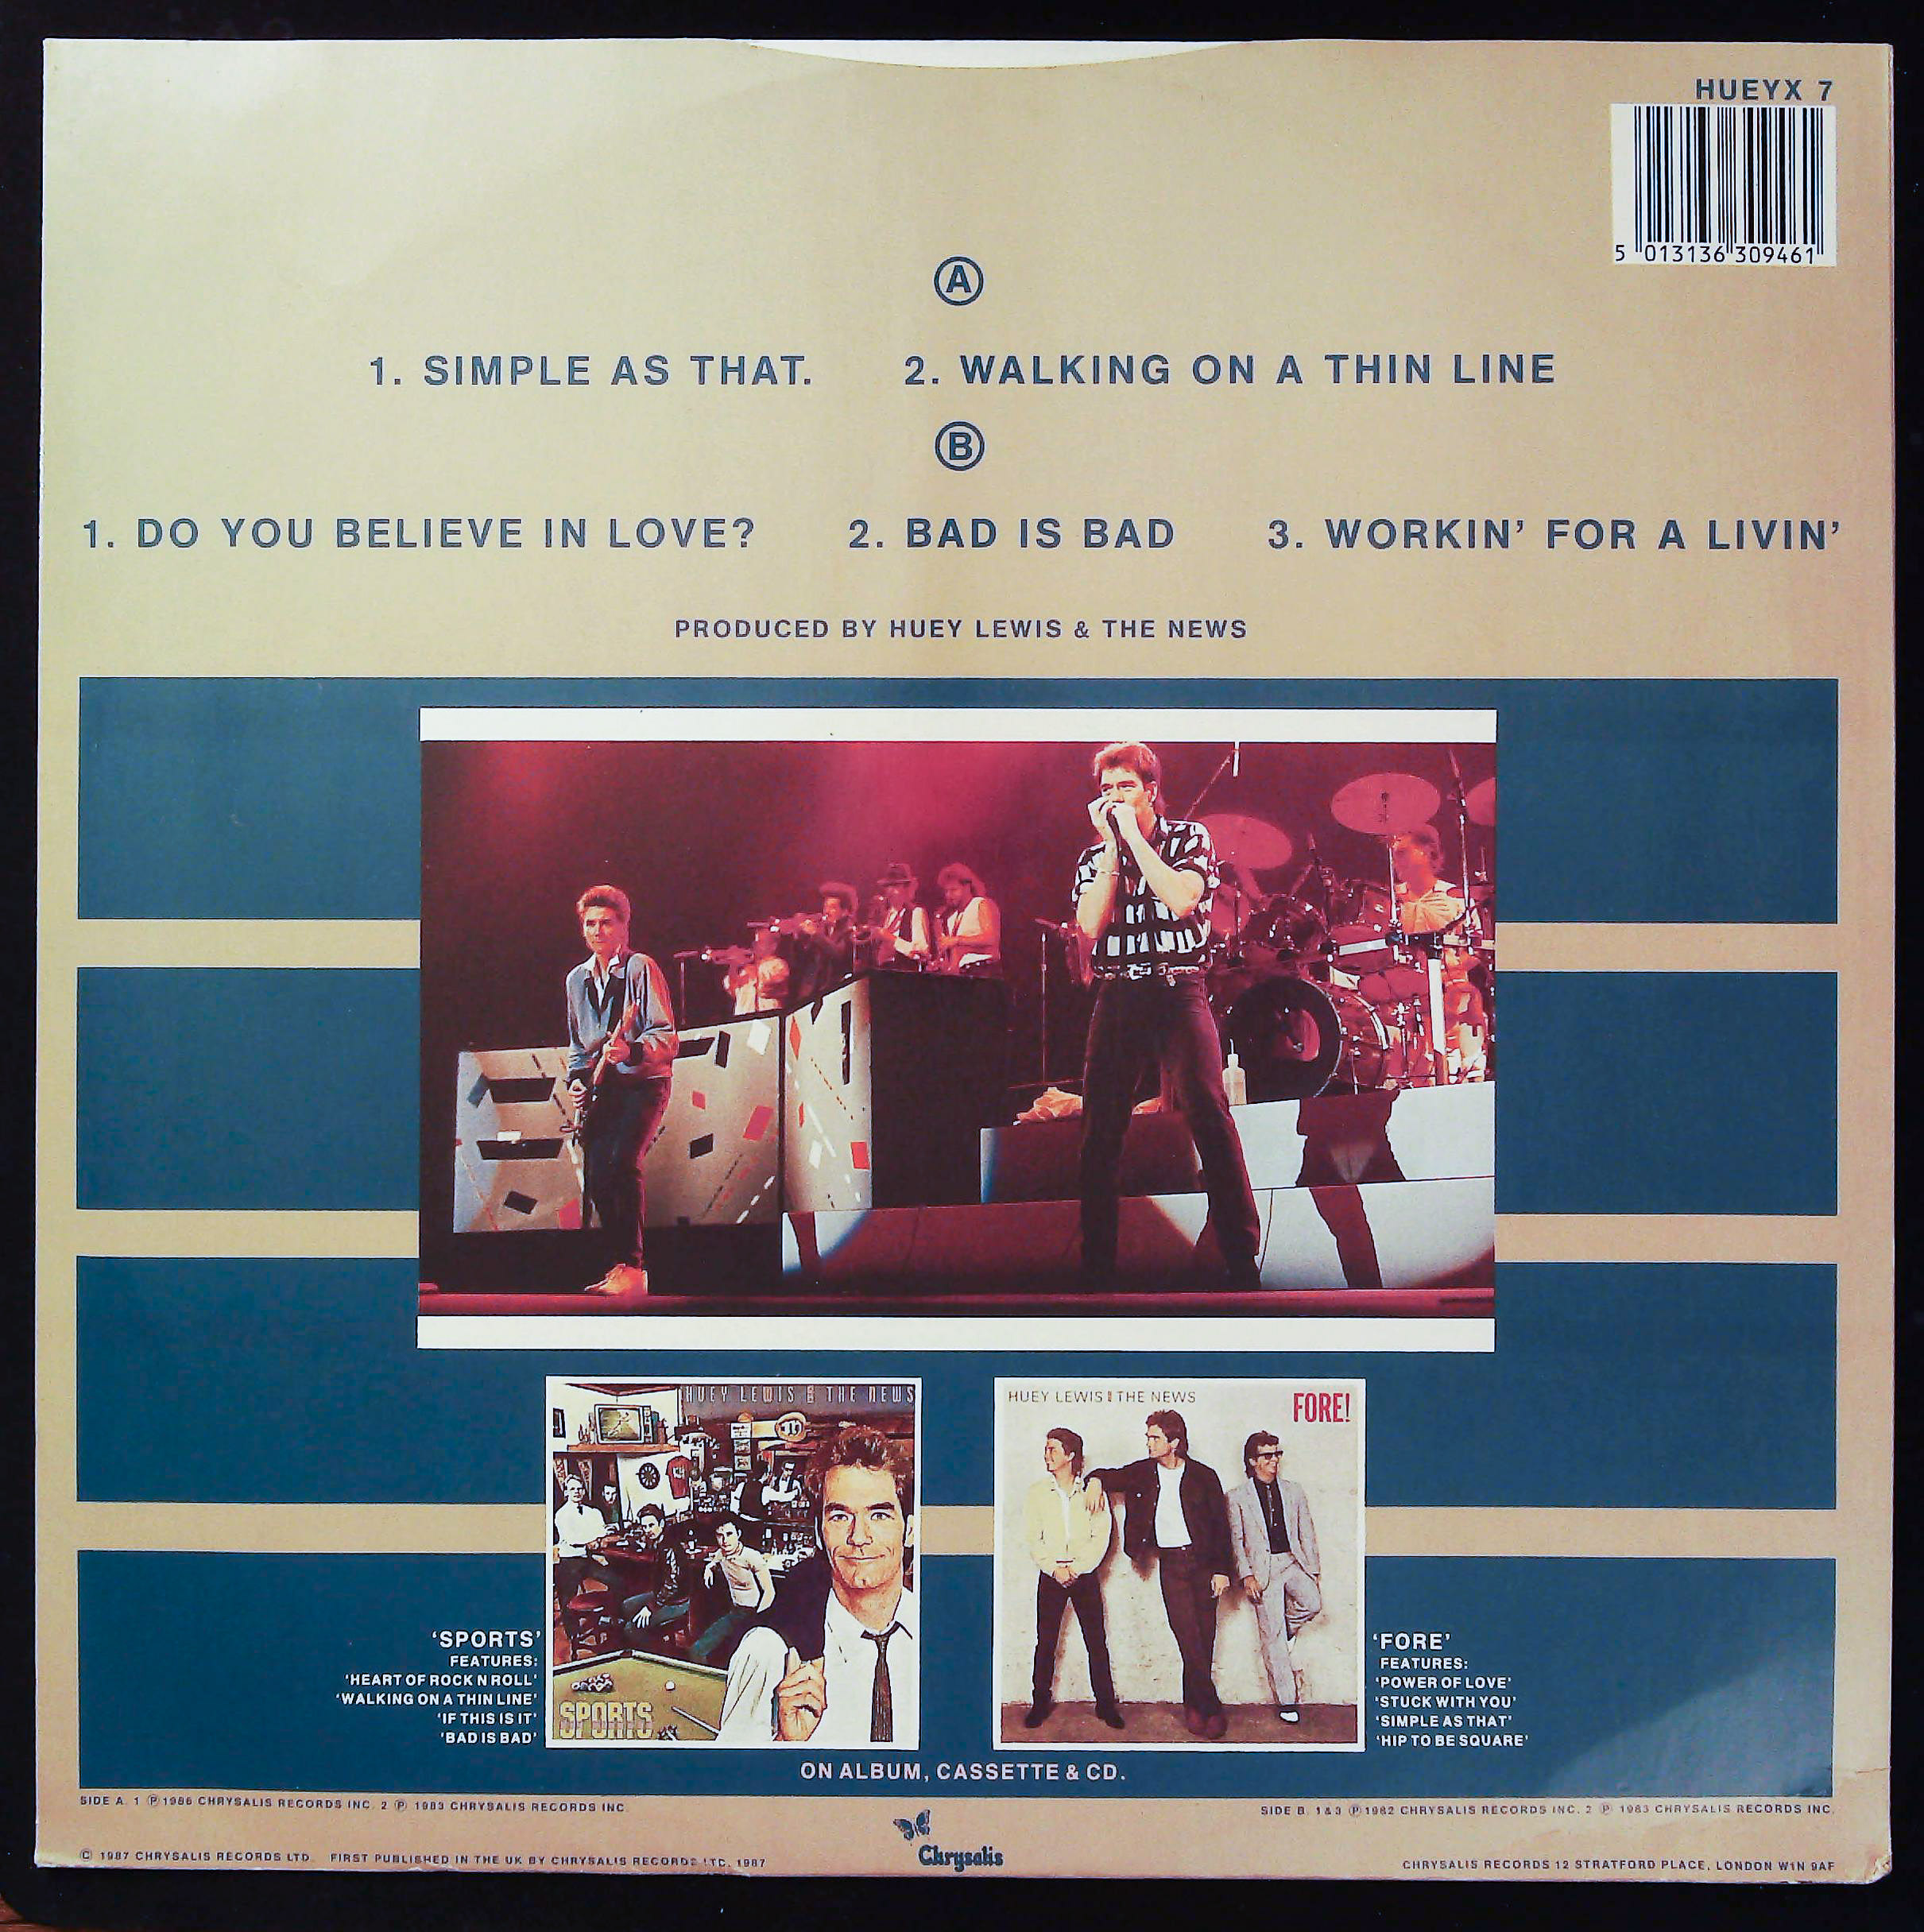 HUEYX 7
5 013136 309461
A
1. SIMPLE AS THAT. 2. WALKING ON A THIN LINE
B
1. DO YOU BELIEVE IN LOVE? 2. BAD IS BAD 3. WORKIN' FOR A LIVIN'
PRODUCED BY HUEY LEWIS & THE NEWS
HUEY LEWIS AND THE NEWS
SPORTS
HUEY LEWIS AND THE NEWS
FORE!
'SPORTS'
FEATURES:
'HEART OF ROCK N ROLL'
'WALKING ON A THIN LINE'
'IF THIS IS IT'
'BAD IS BAD'
'FORE'
FEATURES:
'POWER OF LOVE'
'STUCK WITH YOU'
'SIMPLE AS THAT'
'HIP TO BE SQUARE'
ON ALBUM, CASSETTE & CD.
SIDE A. 1 ℗ 1986 CHRYSALIS RECORDS INC. 2 ℗ 1983 CHRYSALIS RECORDS INC.
SIDE B. 1 & 3 ℗ 1982 CHRYSALIS RECORDS INC. 2 ℗ 1983 CHRYSALIS RECORDS INC.
© 1987 CHRYSALIS RECORDS LTD. FIRST PUBLISHED IN THE UK BY CHRYSALIS RECORDS LTD. 1987
Chrysalis
CHRYSALIS RECORDS 12 STRATFORD PLACE, LONDON W1N 9AF